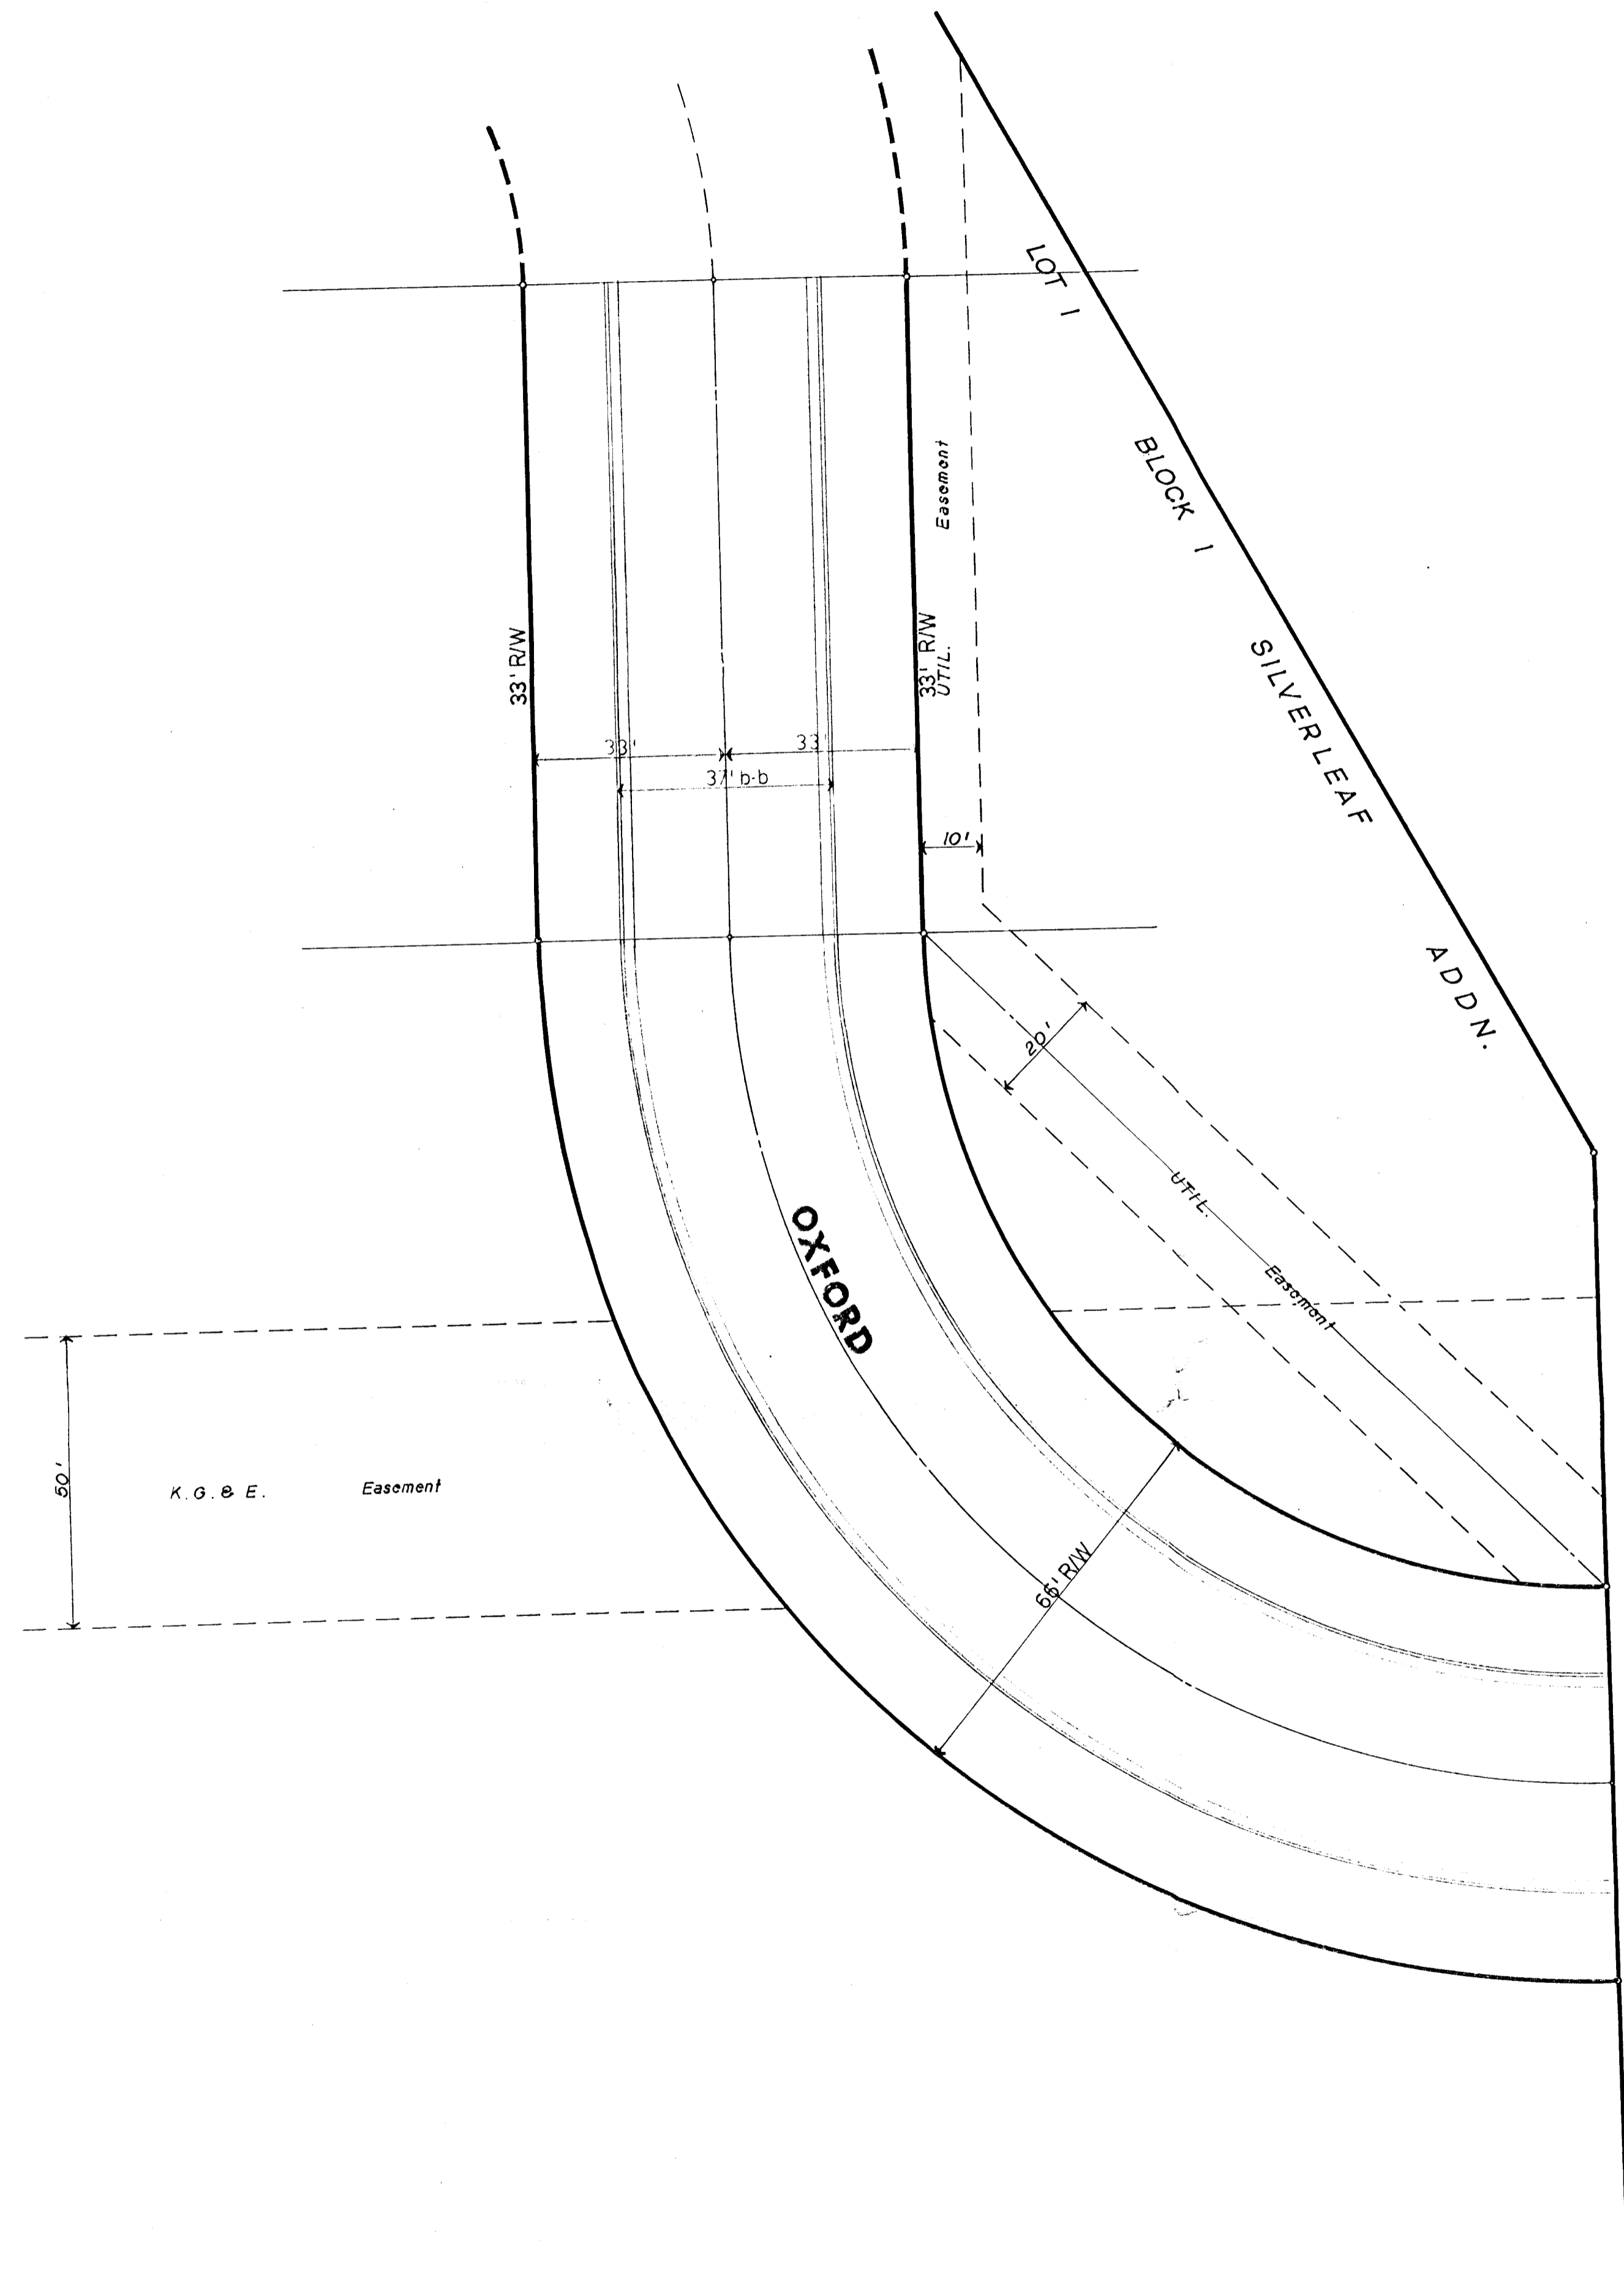 LOT 1
BLOCK 1
SILVERLEAF
ADDN.
Easement
UTIL.
33' R/W
33' R/W
33'
33'
37' b-b
10'
20'
UTIL.
Easement
OXFORD
50'
K.G.& E. Easement
66' R/W